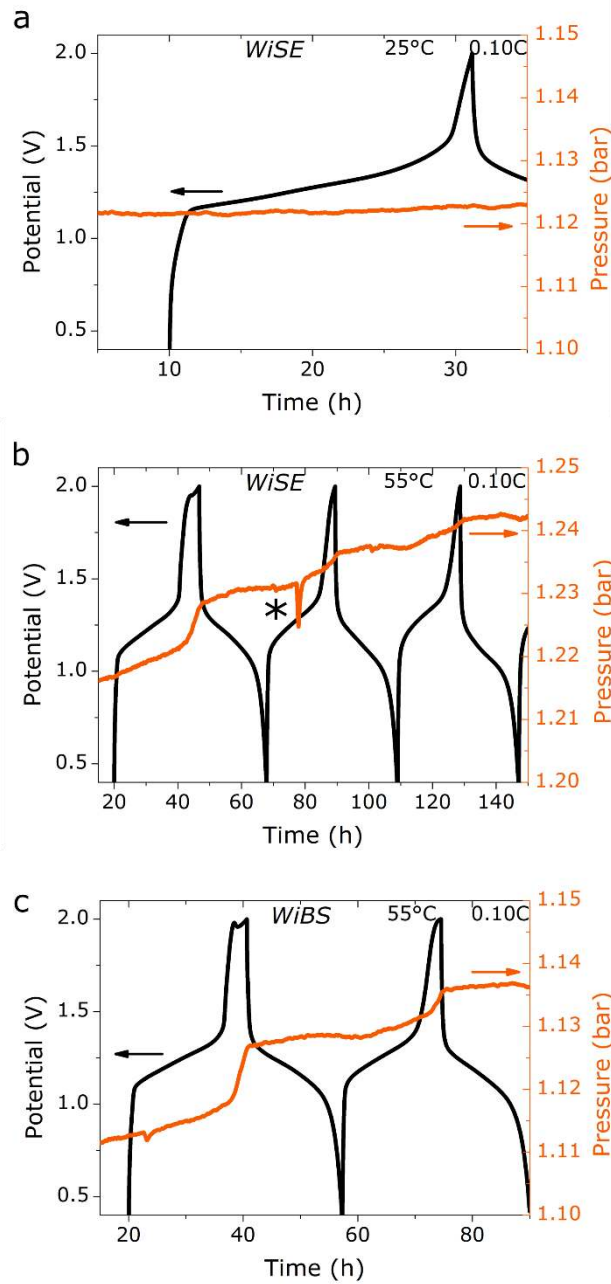 a
WiSE 25°C 0.10C
2.0
1.5
1.0
0.5
Potential (V)
1.15
1.14
1.13
1.12
1.11
1.10
Pressure (bar)
10 20 30
Time (h)
b
WiSE 55°C 0.10C
2.0
1.5
1.0
0.5
Potential (V)
*
1.25
1.24
1.23
1.22
1.21
1.20
Pressure (bar)
20 40 60 80 100 120 140
Time (h)
c
WiBS 55°C 0.10C
2.0
1.5
1.0
0.5
Potential (V)
1.15
1.14
1.13
1.12
1.11
1.10
Pressure (bar)
20 40 60 80
Time (h)